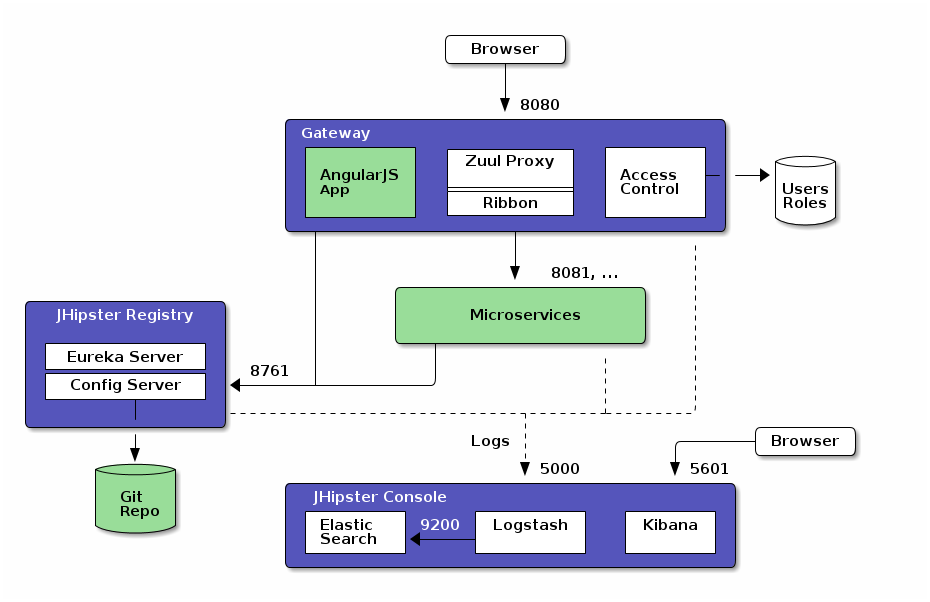 Browser
8080
Gateway
AngularJS
App
Zuul Proxy
Ribbon
Access
Control
Users
Roles
8081, ...
Microservices
JHipster Registry
Eureka Server
Config Server
8761
Git
Repo
Logs
5000
Browser
5601
JHipster Console
Elastic
Search
9200
Logstash
Kibana